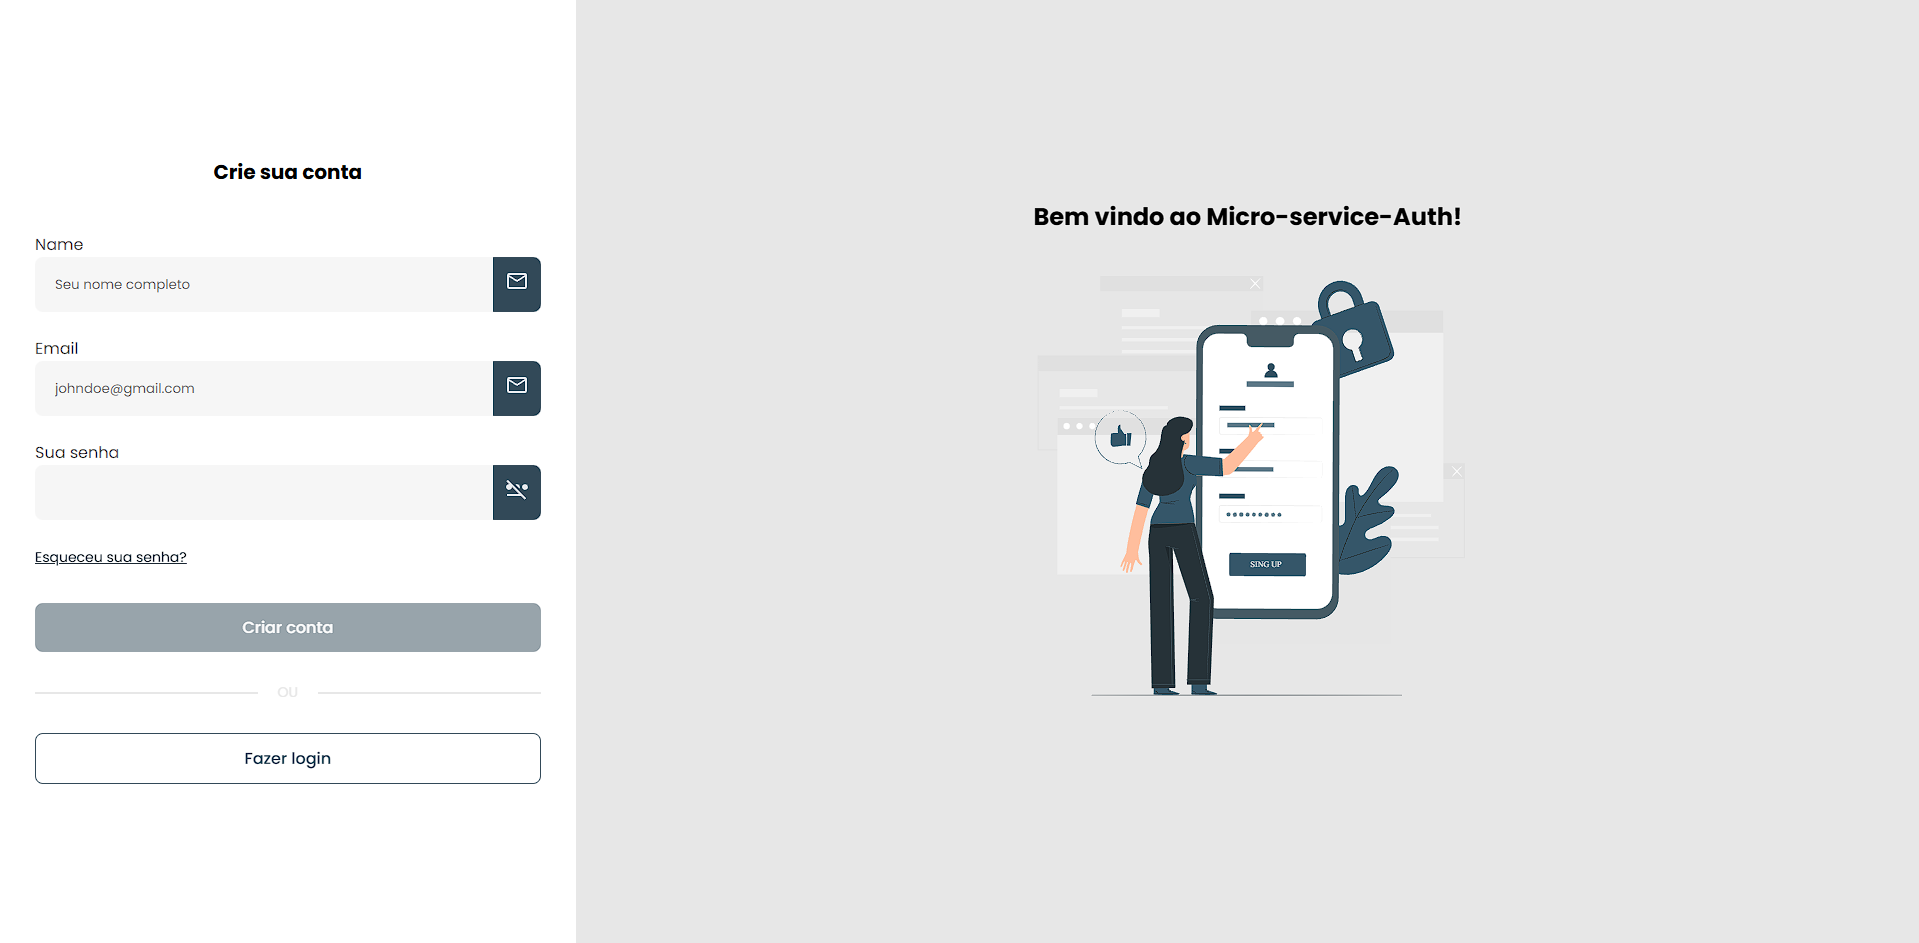 Crie sua conta
Name
Seu nome completo
Email
johndoe@gmail.com
Sua senha
Esqueceu sua senha?
Criar conta
OU
Fazer login
Bem vindo ao Micro-service-Auth!
SING UP